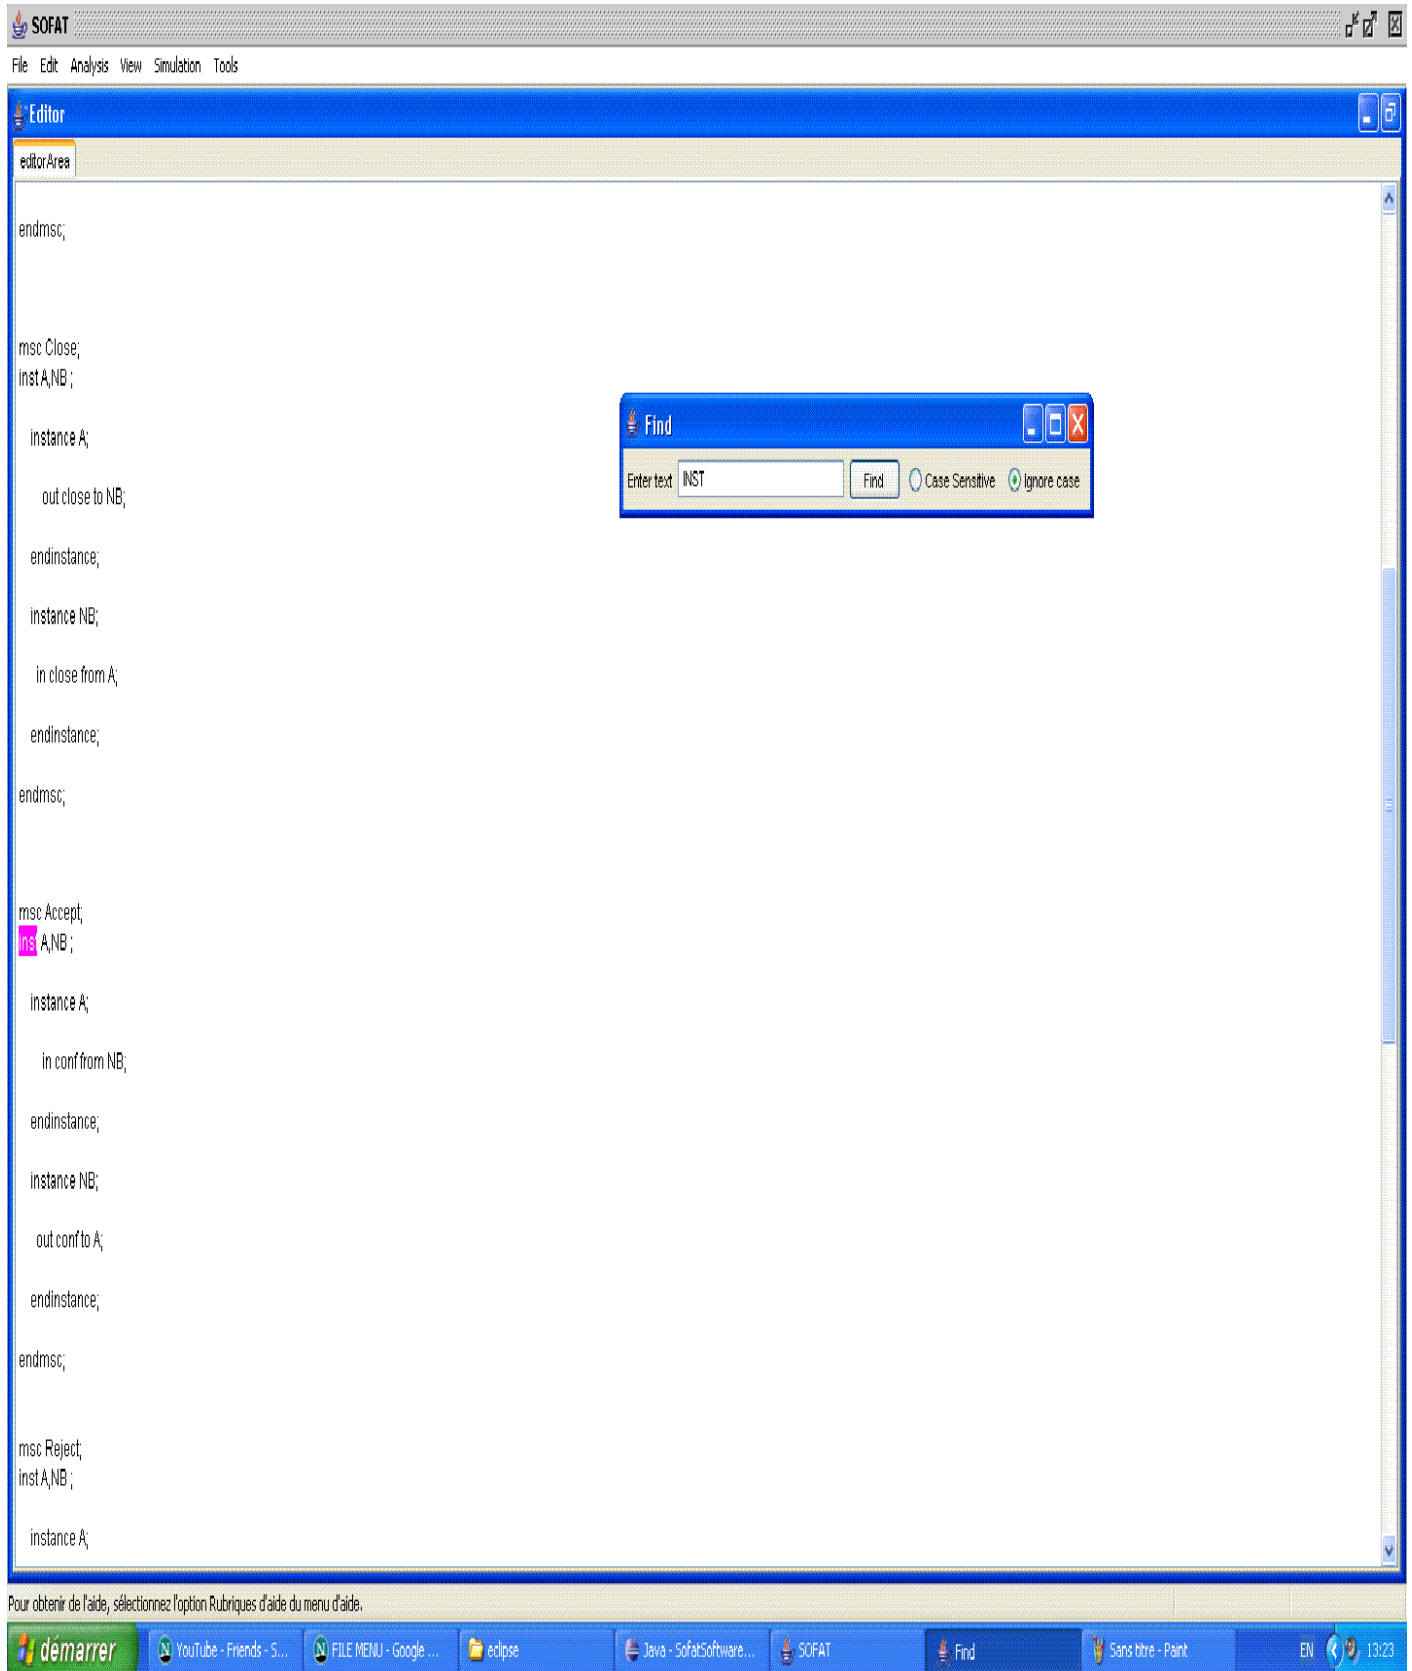 SOFAT
File Edit Analysis View Simulation Tools
Editor
editorArea
endmsc;
msc Close;
inst A,NB ;
instance A;
out close to NB;
endinstance;
instance NB;
in close from A;
endinstance;
endmsc;
Find
Enter text INST Find Case Sensitive Ignore case
msc Accept;
inst A,NB ;
instance A;
in conf from NB;
endinstance;
instance NB;
out conf to A;
endinstance;
endmsc;
msc Reject;
inst A,NB ;
instance A;
Pour obtenir de l'aide, sélectionnez l'option Rubriques d'aide du menu d'aide.
démarrer YouTube - Friends - S... FILE MENU - Google ... eclipse Java - SofatSoftware... SOFAT Find Sans titre - Paint EN 13:23